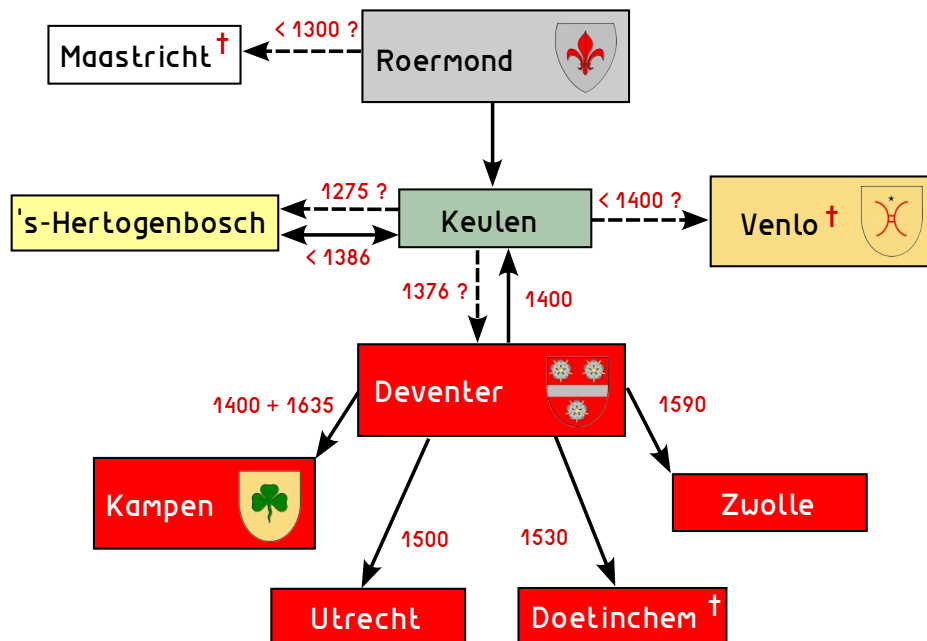 < 1300 ?
Maastricht †
Roermond
1275 ?
< 1400 ?
's-Hertogenbosch
Keulen
Venlo †
< 1386
1376 ?
1400
Deventer
1400 + 1635
1590
Kampen
Zwolle
1500
1530
Utrecht
Doetinchem †